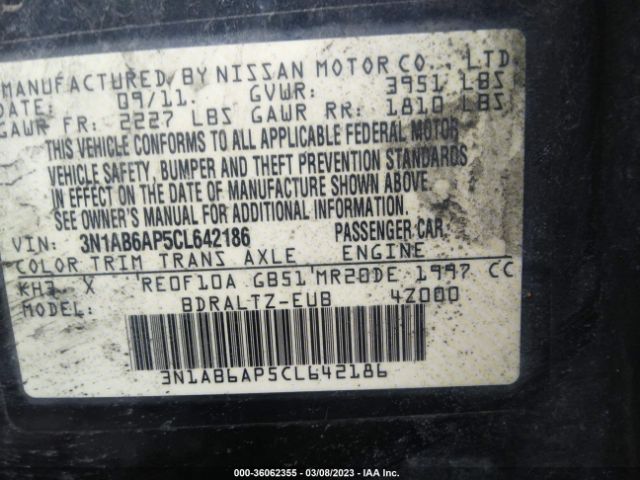 MANUFACTURED BY NISSAN MOTOR CO., LTD
DATE: 09/11. GVWR: 3951 LBS
GAWR FR: 2227 LBS GAWR RR: 1810 LBS
THIS VEHICLE CONFORMS TO ALL APPLICABLE FEDERAL MOTOR
VEHICLE SAFETY, BUMPER AND THEFT PREVENTION STANDARDS
IN EFFECT ON THE DATE OF MANUFACTURE SHOWN ABOVE.
SEE OWNER'S MANUAL FOR ADDITIONAL INFORMATION.
VIN: 3N1AB6AP5CL642186 PASSENGER CAR
COLOR TRIM TRANS AXLE ENGINE
KH3 X RE0F10A GB51 MR20DE 1997 CC
MODEL: BDRALTZ-EUB 4Z000
3N1AB6AP5CL642186
000-36062355 - 03/08/2023 - IAA Inc.